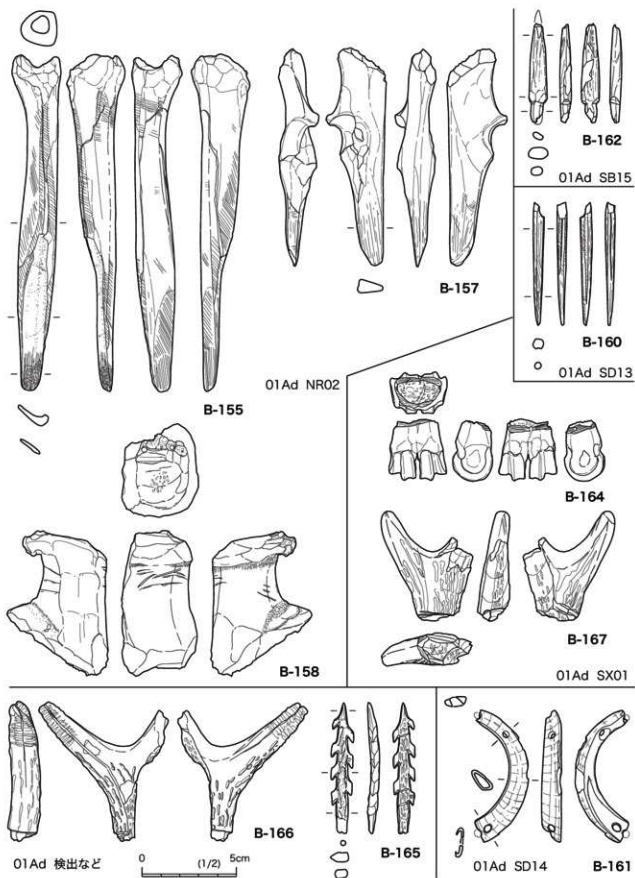 B-162
01Ad SB15
B-157
B-160
01Ad SD13
01Ad NR02
B-155
B-164
B-167
01Ad SX01
B-158
B-166
B-165
01Ad 検出など
0 (1/2) 5cm
01Ad SD14
B-161